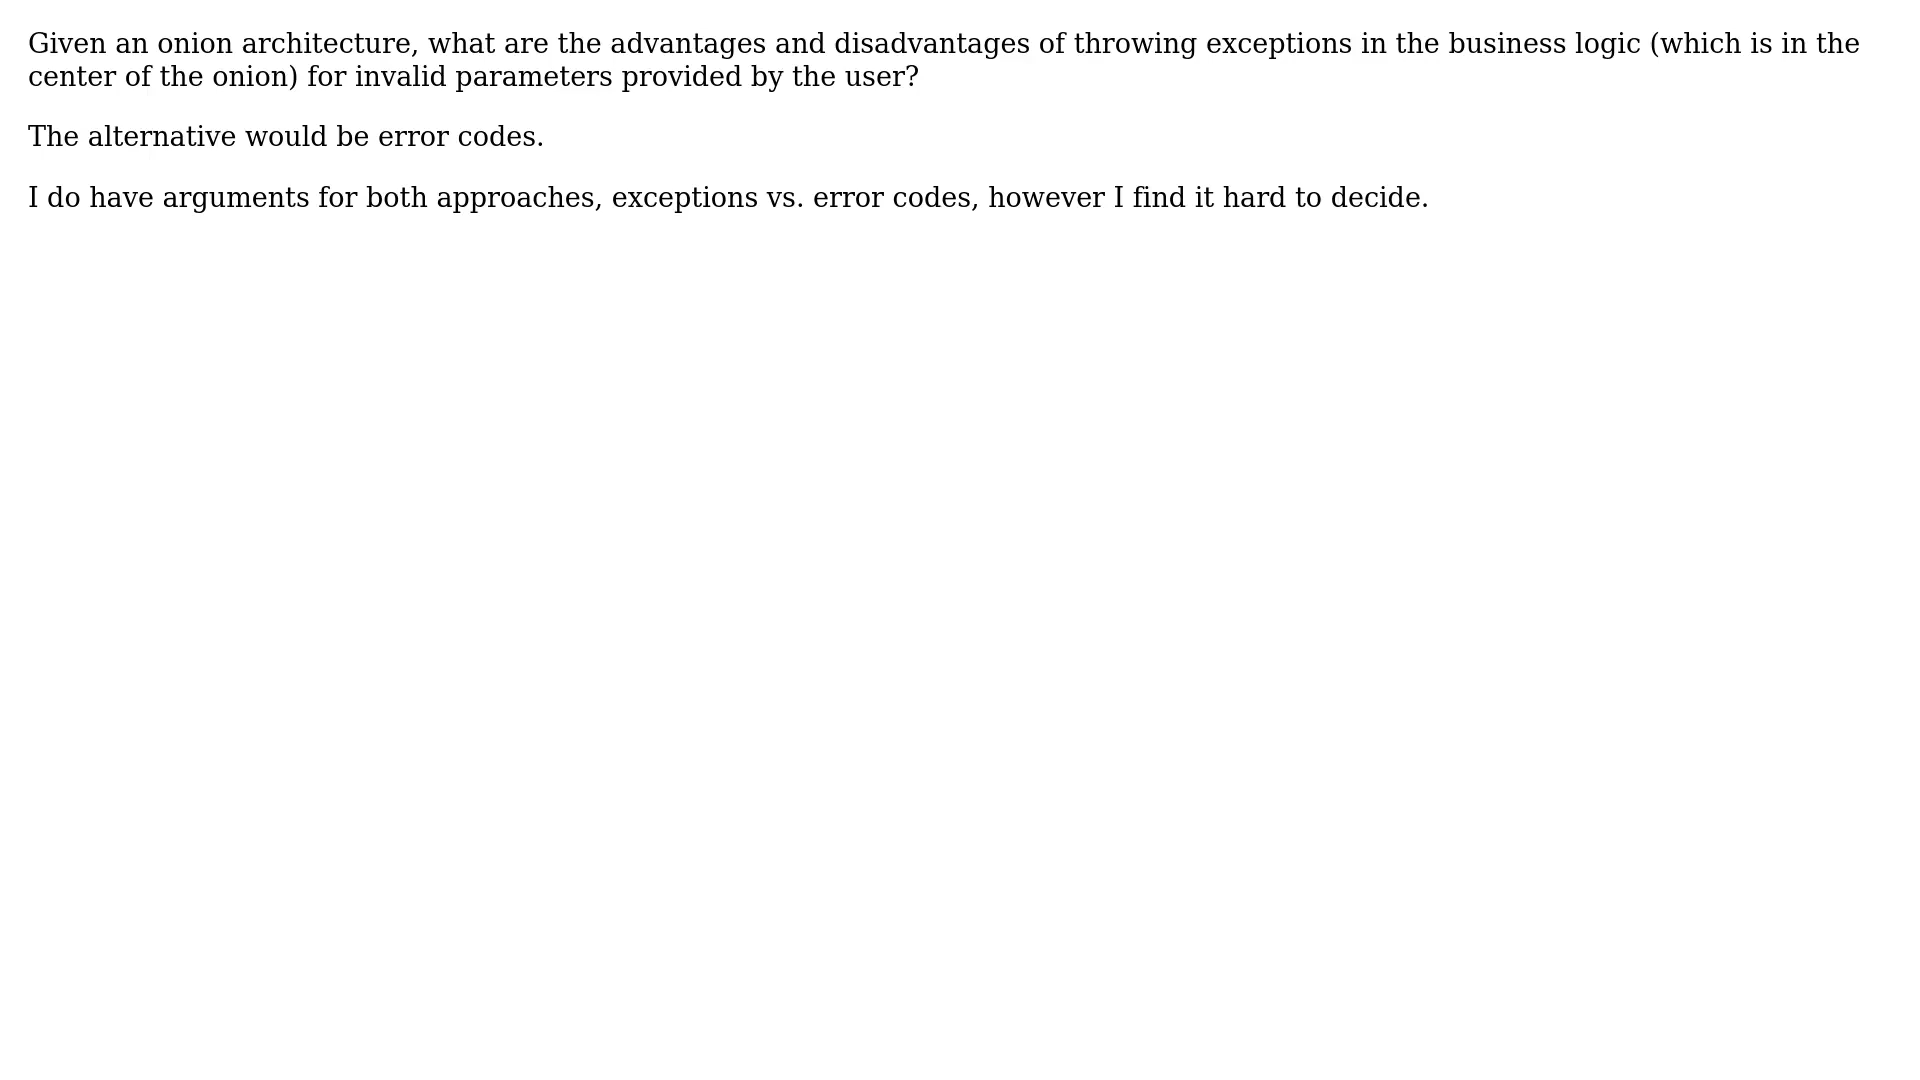 Given an onion architecture, what are the advantages and disadvantages of throwing exceptions in the business logic (which is in the
center of the onion) for invalid parameters provided by the user?
The alternative would be error codes.
I do have arguments for both approaches, exceptions vs. error codes, however I find it hard to decide.